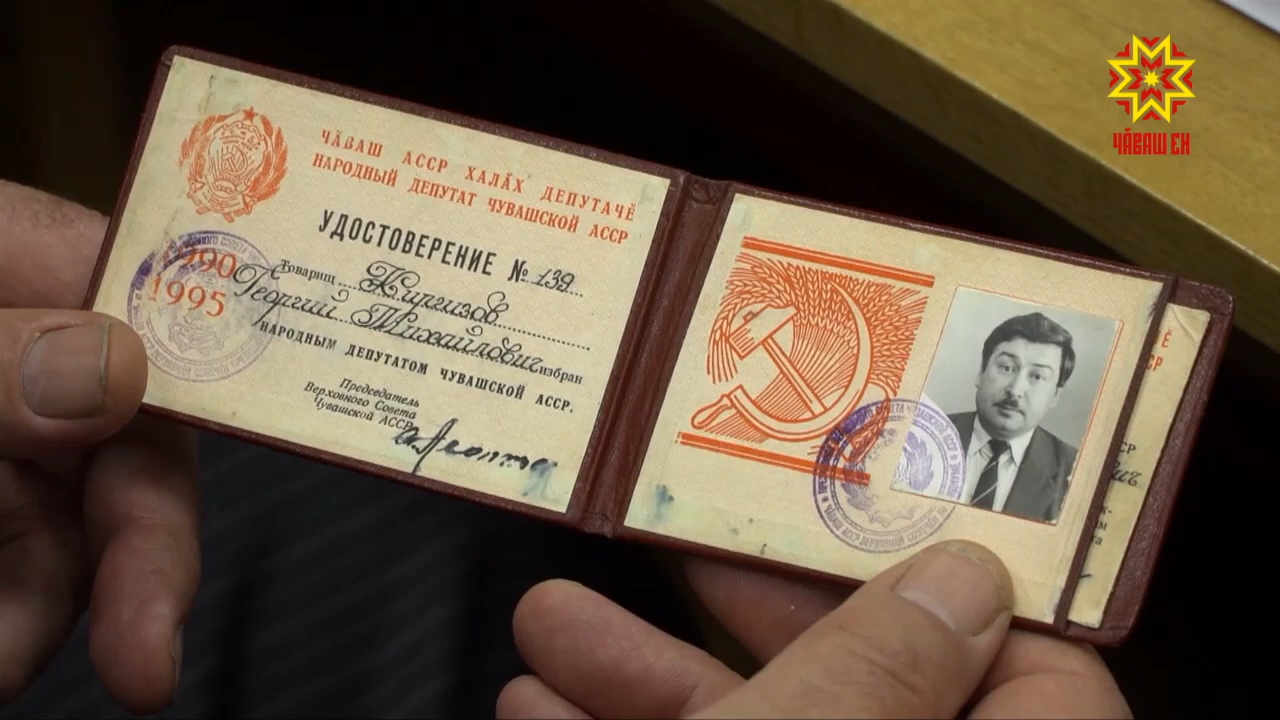 ЧӐВАШ АССР ХАЛӐХ ДЕПУТАЧӖ
НАРОДНЫЙ ДЕПУТАТ ЧУВАШСКОЙ АССР
УДОСТОВЕРЕНИЕ № 139
Товарищ Киргизов
Георгий Михайлович избран
НАРОДНЫМ ДЕПУТАТОМ ЧУВАШСКОЙ АССР.
Председатель
Верховного Совета
Чувашской АССР
1990
1995
ЧӐВАШ ЕН